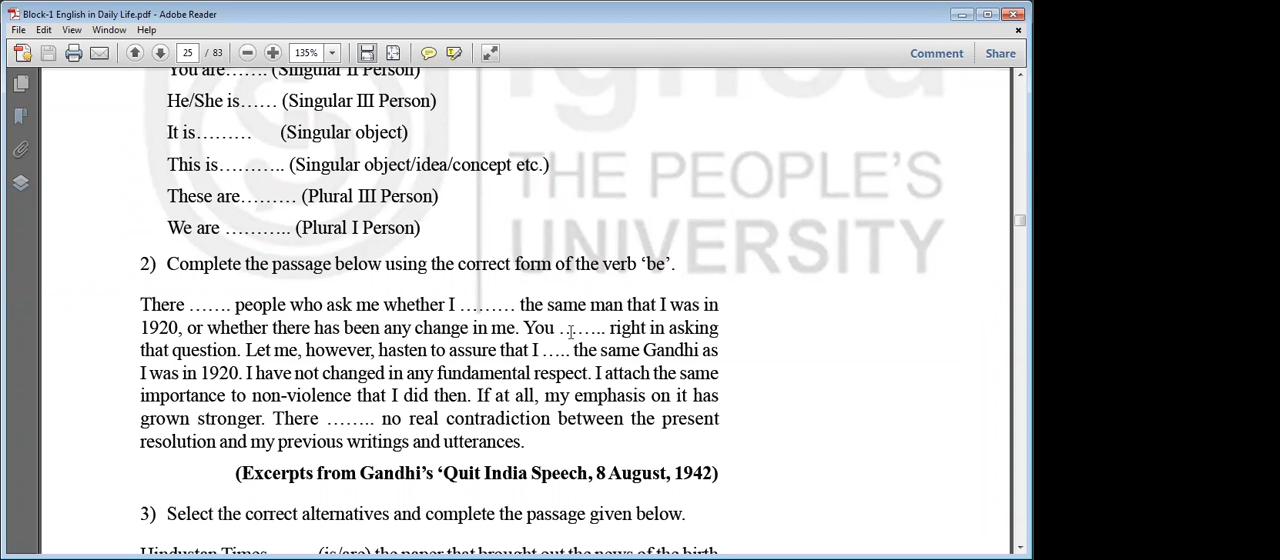 Block-1 English in Daily Life.pdf - Adobe Reader
File Edit View Window Help
25 / 83 135% Comment Share
You are……. (Singular II Person)
He/She is…… (Singular III Person)
It is……… (Singular object)
This is……….. (Singular object/idea/concept etc.)
These are……… (Plural III Person)
We are ……….. (Plural I Person)
2) Complete the passage below using the correct form of the verb ‘be’.
There ……. people who ask me whether I ……… the same man that I was in
1920, or whether there has been any change in me. You …….. right in asking
that question. Let me, however, hasten to assure that I ….. the same Gandhi as
I was in 1920. I have not changed in any fundamental respect. I attach the same
importance to non-violence that I did then. If at all, my emphasis on it has
grown stronger. There …….. no real contradiction between the present
resolution and my previous writings and utterances.
(Excerpts from Gandhi’s ‘Quit India Speech, 8 August, 1942)
3) Select the correct alternatives and complete the passage given below.
Hindustan Times (is/are) the paper that brought out the news of the birth
ignou
THE PEOPLE’S
UNIVERSITY